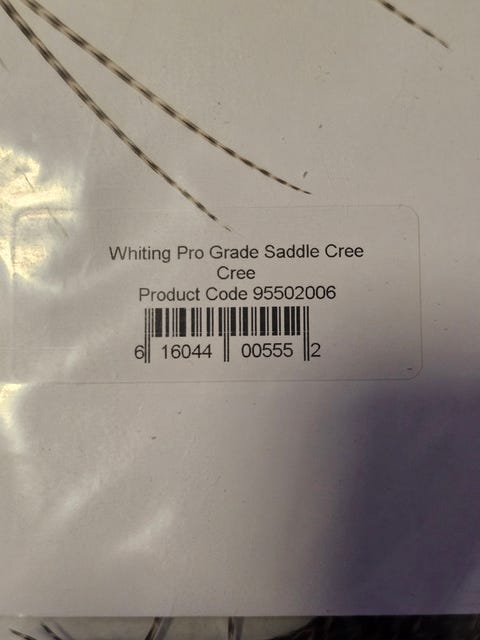 Whiting Pro Grade Saddle Cree
Cree
Product Code 95502006
6 16044 00555 2